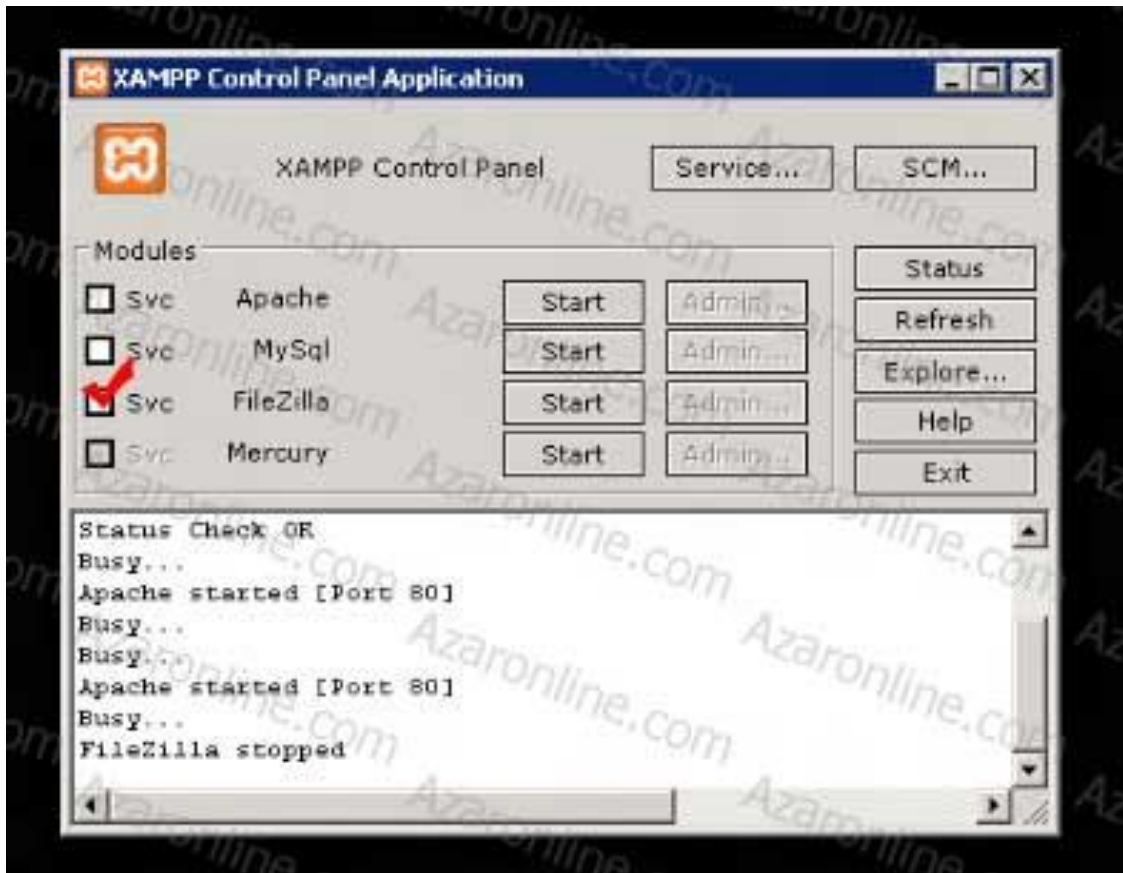 XAMPP Control Panel Application
XAMPP Control Panel Service... SCM...
Modules
Status
Svc Apache Start Admin...
Refresh
Svc MySql Start Admin...
Explore...
Svc FileZilla Start Admin...
Help
Svc Mercury Start Admin...
Exit
Status Check OK
Busy...
Apache started [Port 80]
Busy...
Busy...
Apache started [Port 80]
Busy...
FileZilla stopped
Azaronline.com